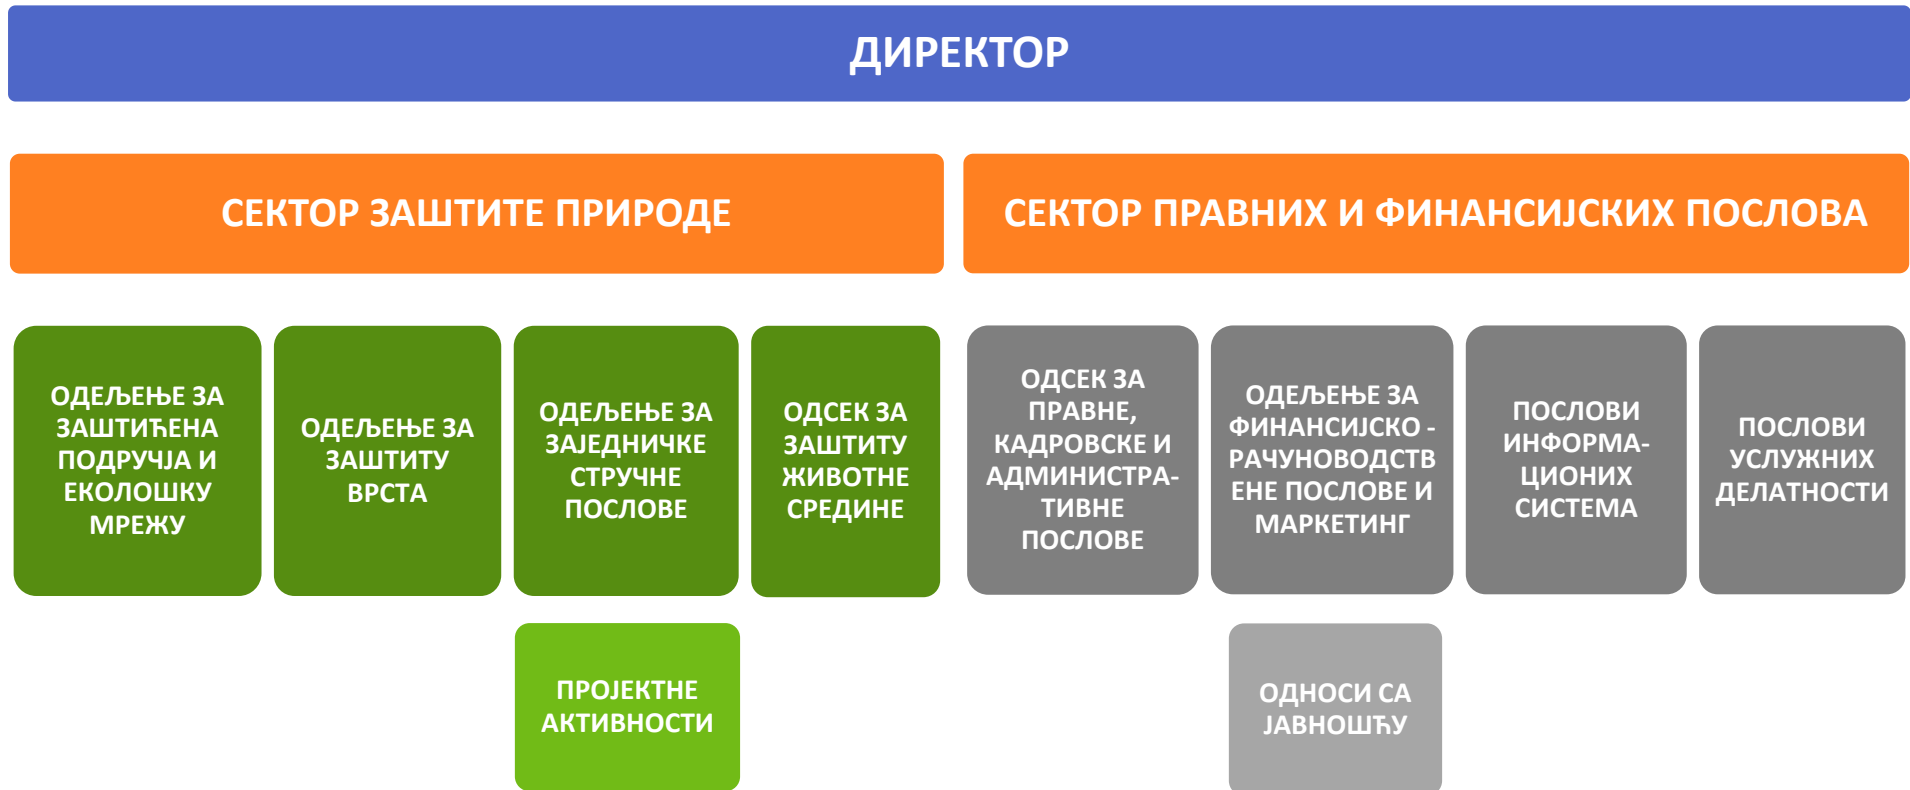 ДИРЕКТОР
СЕКТОР ЗАШТИТЕ ПРИРОДЕ
СЕКТОР ПРАВНИХ И ФИНАНСИЈСКИХ ПОСЛОВА
ОДЕЉЕЊЕ ЗА
ЗАШТИЋЕНА
ПОДРУЧЈА И
ЕКОЛОШКУ
МРЕЖУ
ОДЕЉЕЊЕ ЗА
ЗАШТИТУ
ВРСТА
ОДЕЉЕЊЕ ЗА
ЗАЈЕДНИЧКЕ
СТРУЧНЕ
ПОСЛОВЕ
ОДСЕК ЗА
ЗАШТИТУ
ЖИВОТНЕ
СРЕДИНЕ
ОДСЕК ЗА
ПРАВНЕ,
КАДРОВСКЕ И
АДМИНИСТРА-
ТИВНЕ
ПОСЛОВЕ
ОДЕЉЕЊЕ ЗА
ФИНАНСИЈСКО -
РАЧУНОВОДСТВ
ЕНЕ ПОСЛОВЕ И
МАРКЕТИНГ
ПОСЛОВИ
ИНФОРМА-
ЦИОНИХ
СИСТЕМА
ПОСЛОВИ
УСЛУЖНИХ
ДЕЛАТНОСТИ
ПРОЈЕКТНЕ
АКТИВНОСТИ
ОДНОСИ СА
ЈАВНОШЋУ